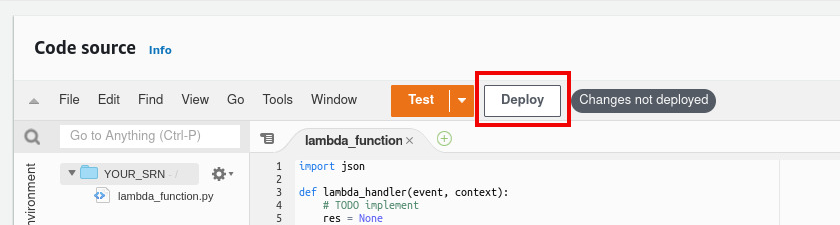 Code source Info
File Edit Find View Go Tools Window Test Deploy Changes not deployed
Go to Anything (Ctrl-P) lambda_function
YOUR_SRN - /
lambda_function.py
nvironment
1 import json
2
3 def lambda_handler(event, context):
4 # TODO implement
5 res = None